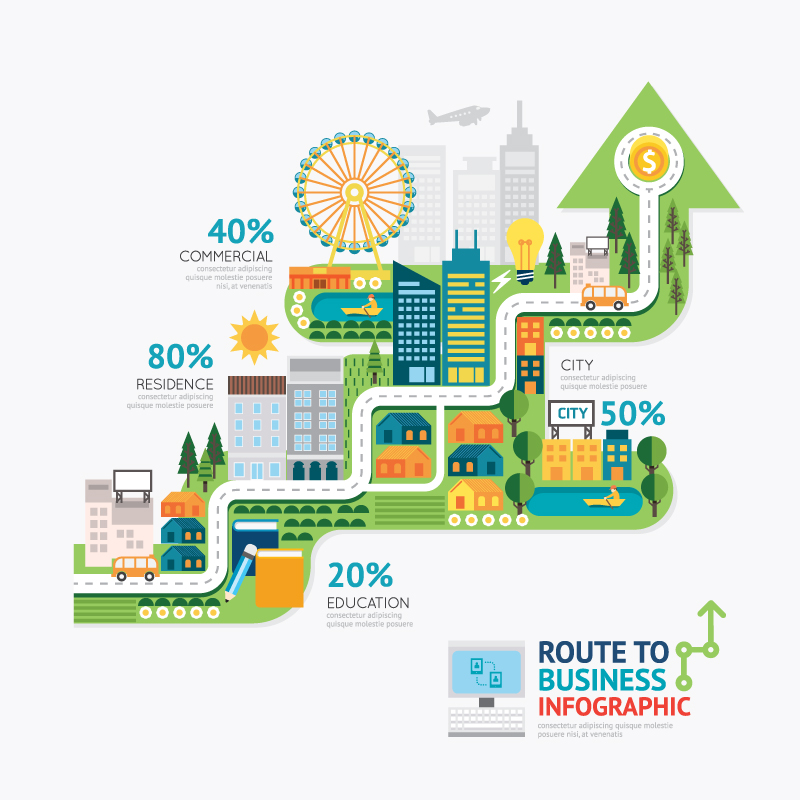 40%
COMMERCIAL
consectetur adipiscing
quisque molestie posuere
nisi, at venenatis
80%
RESIDENCE
consectetur adipiscing
quisque molestie posuere
$
CITY
consectetur adipiscing
quisque molestie posuere
CITY
50%
20%
EDUCATION
consectetur adipiscing
quisque molestie posuere
ROUTE TO
BUSINESS
INFOGRAPHIC
consectetur adipiscing quisque molestie
posuere nisi, at venenatis